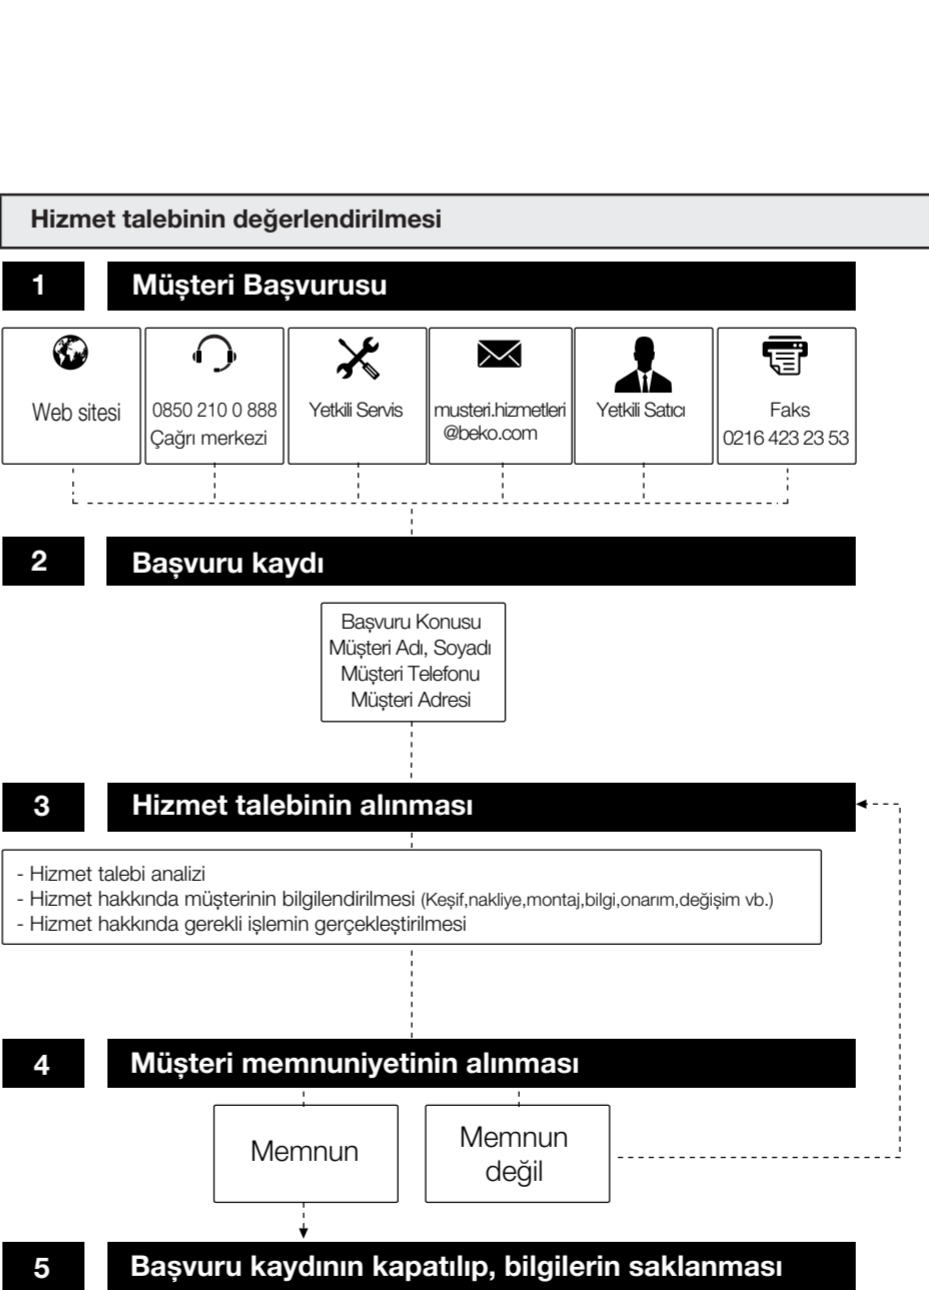 Hizmet talebinin değerlendirilmesi
1 Müşteri Başvurusu
Web sitesi
0850 210 0 888
Çağrı merkezi
Yetkili Servis
musteri.hizmetleri
@beko.com
Yetkili Satıcı
Faks
0216 423 23 53
2 Başvuru kaydı
Başvuru Konusu
Müşteri Adı, Soyadı
Müşteri Telefonu
Müşteri Adresi
3 Hizmet talebinin alınması
- Hizmet talebi analizi
- Hizmet hakkında müşterinin bilgilendirilmesi (Keşif,nakliye,montaj,bilgi,onarım,değişim vb.)
- Hizmet hakkında gerekli işlemin gerçekleştirilmesi
4 Müşteri memnuniyetinin alınması
Memnun
Memnun
değil
5 Başvuru kaydının kapatılıp, bilgilerin saklanması